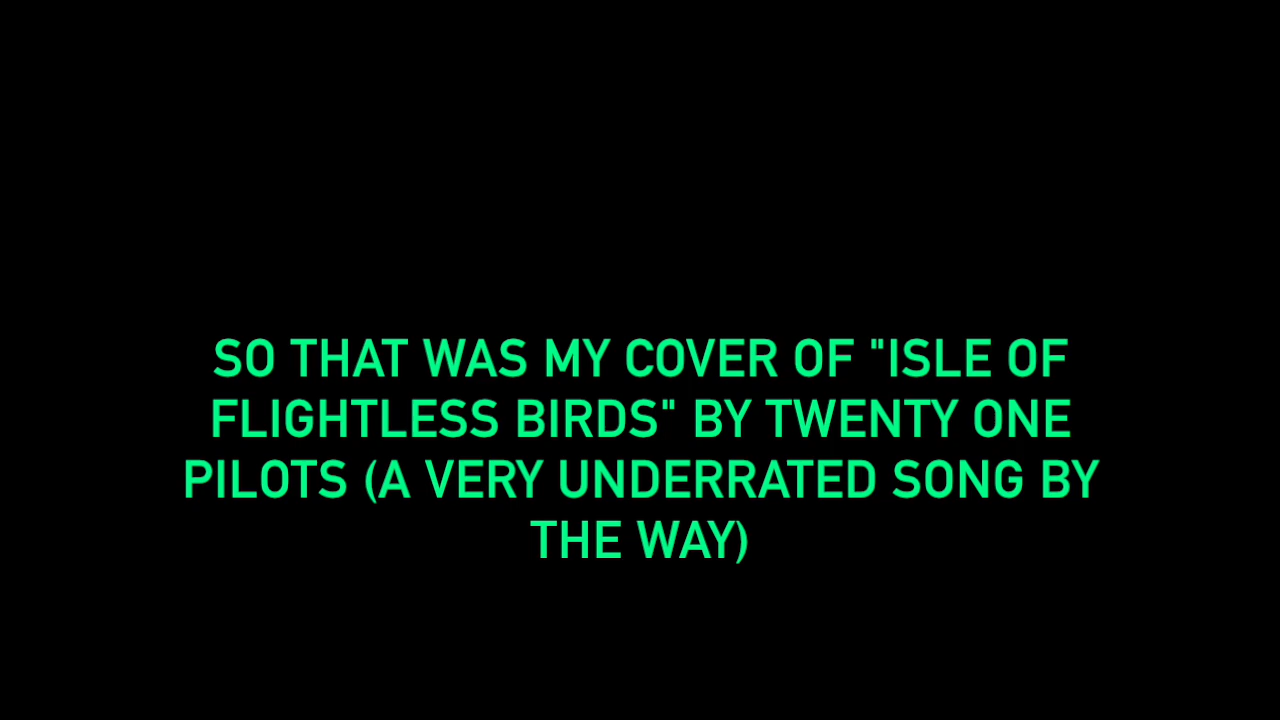 SO THAT WAS MY COVER OF "ISLE OF
FLIGHTLESS BIRDS" BY TWENTY ONE
PILOTS (A VERY UNDERRATED SONG BY
THE WAY)